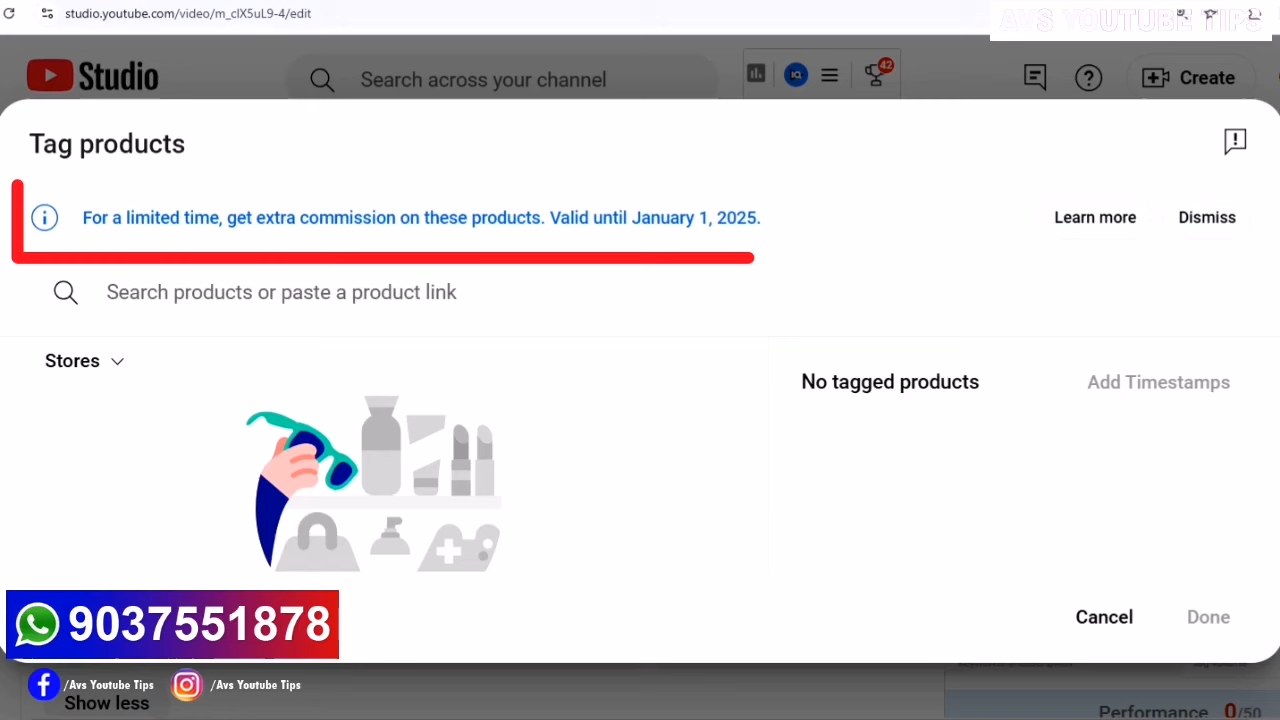 studio.youtube.com/video/m_clX5uL9-4/edit
AVS YOUTUBE TIPS
Studio
Search across your channel
42
Create
Tag products
For a limited time, get extra commission on these products. Valid until January 1, 2025.
Learn more
Dismiss
Search products or paste a product link
Stores
No tagged products
Add Timestamps
9037551878
Cancel
Done
/Avs Youtube Tips
/Avs Youtube Tips
Show less
Performance 0/50